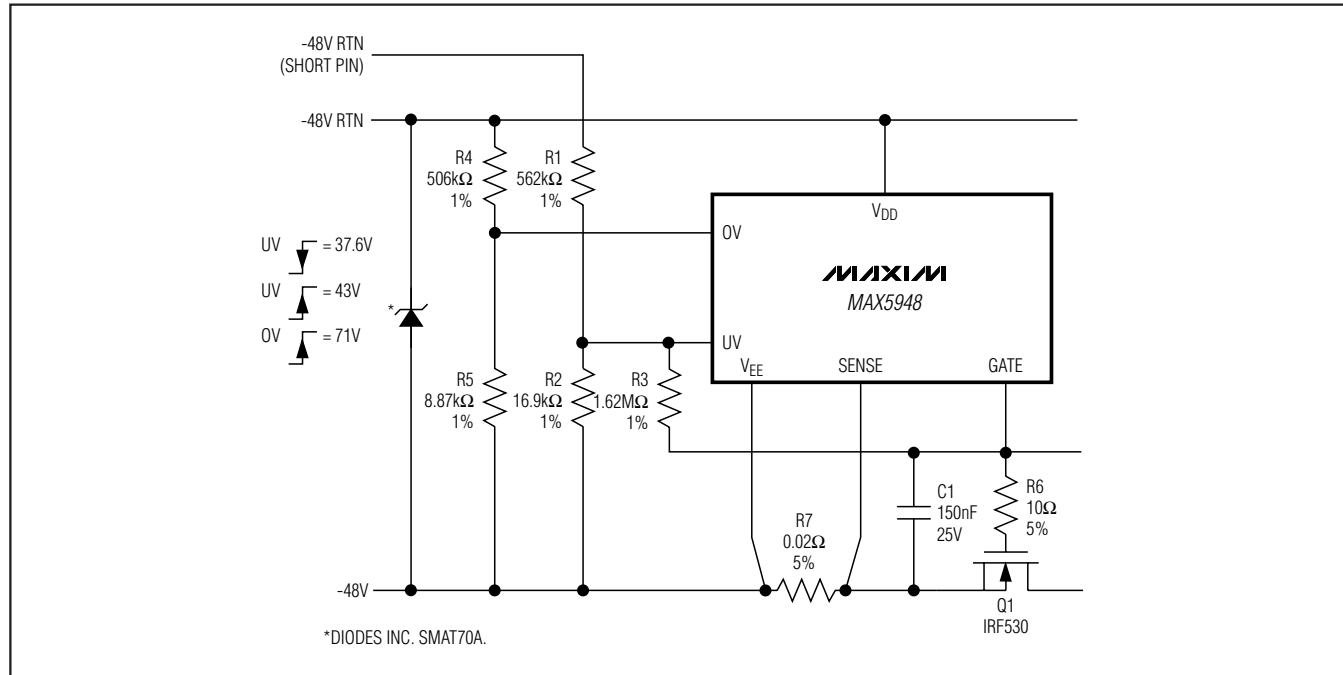 -48V RTN
(SHORT PIN)
-48V RTN
R4
506kΩ
1%
R1
562kΩ
1%
VDD
OV
UV = 37.6V
UV = 43V
OV = 71V
*
MAXIM
MAX5948
UV
VEE
SENSE
GATE
R5
8.87kΩ
1%
R2
16.9kΩ
1%
R3
1.62MΩ
1%
C1
150nF
25V
R6
10Ω
5%
R7
0.02Ω
5%
-48V
Q1
IRF530
*DIODES INC. SMAT70A.